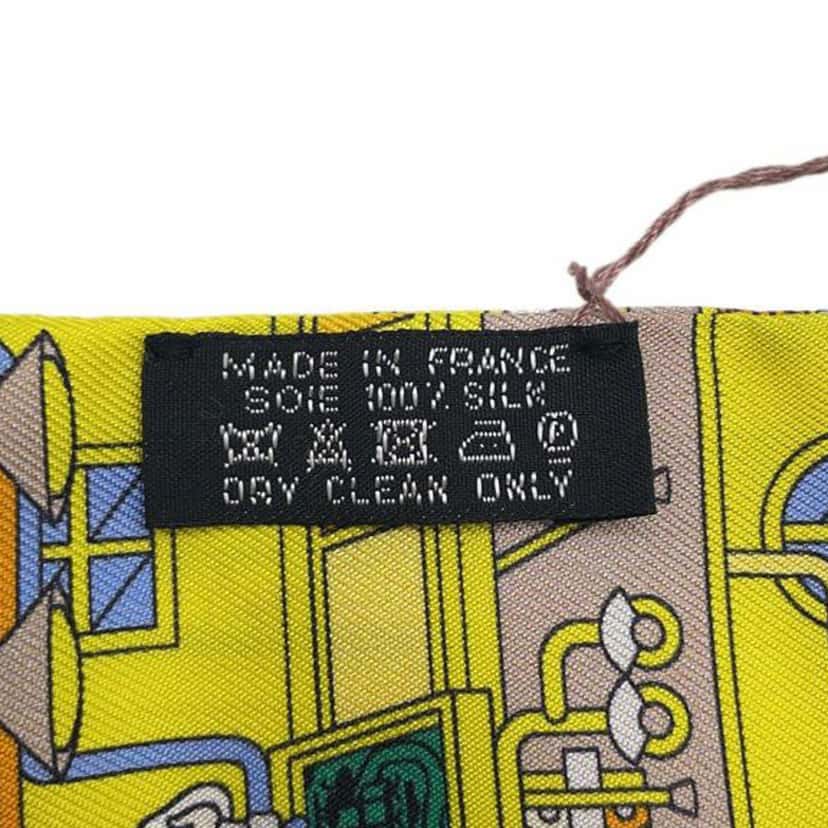 MADE IN FRANCE
SOIE 100% SILK
P
DRY CLEAN ONLY